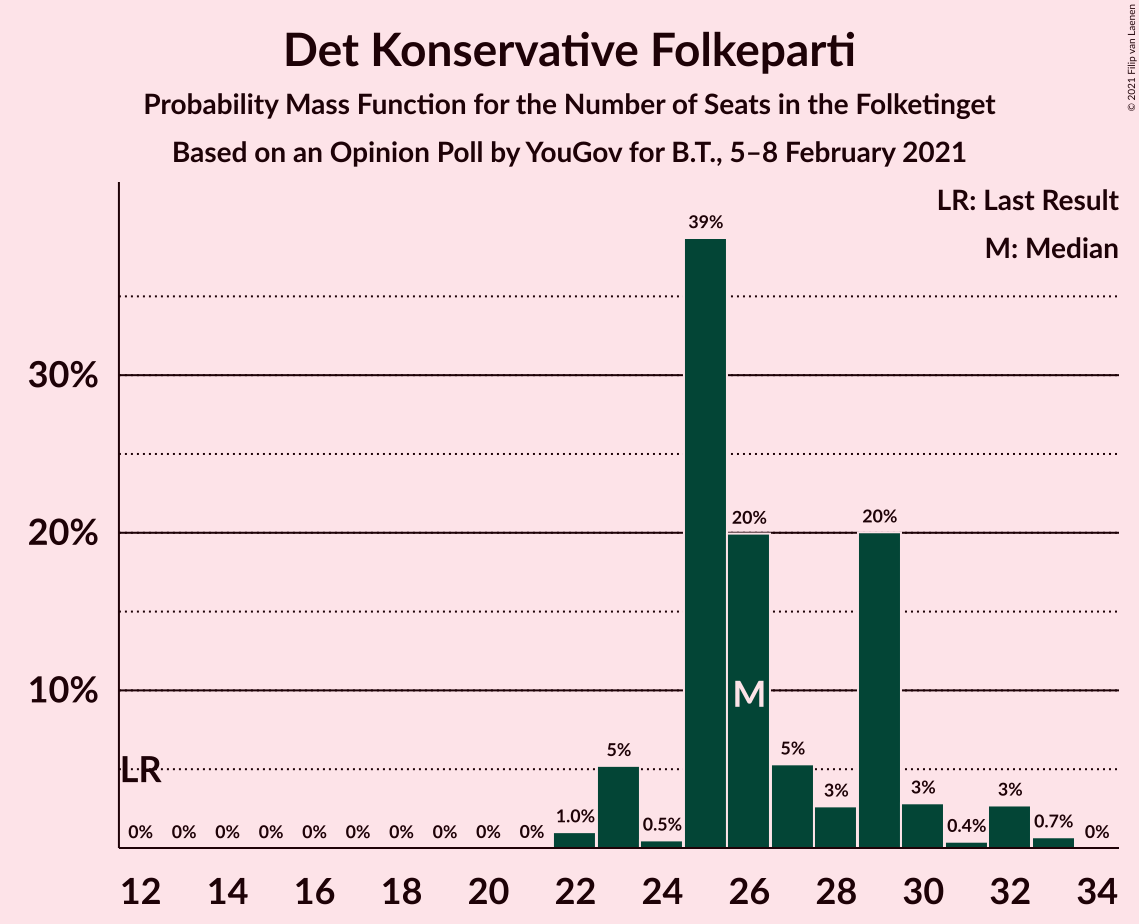 Det Konservative Folkeparti
Probability Mass Function for the Number of Seats in the Folketinget
Based on an Opinion Poll by YouGov for B.T., 5–8 February 2021
© 2021 Filip van Laenen
LR: Last Result
M: Median
39%
30%
20%
20% 20%
10%
M
LR
5% 5%
3% 3% 3%
0% 0% 0% 0% 0% 0% 0% 0% 0% 0% 1.0% 0.5% 0.4% 0.7% 0%
12 14 16 18 20 22 24 26 28 30 32 34